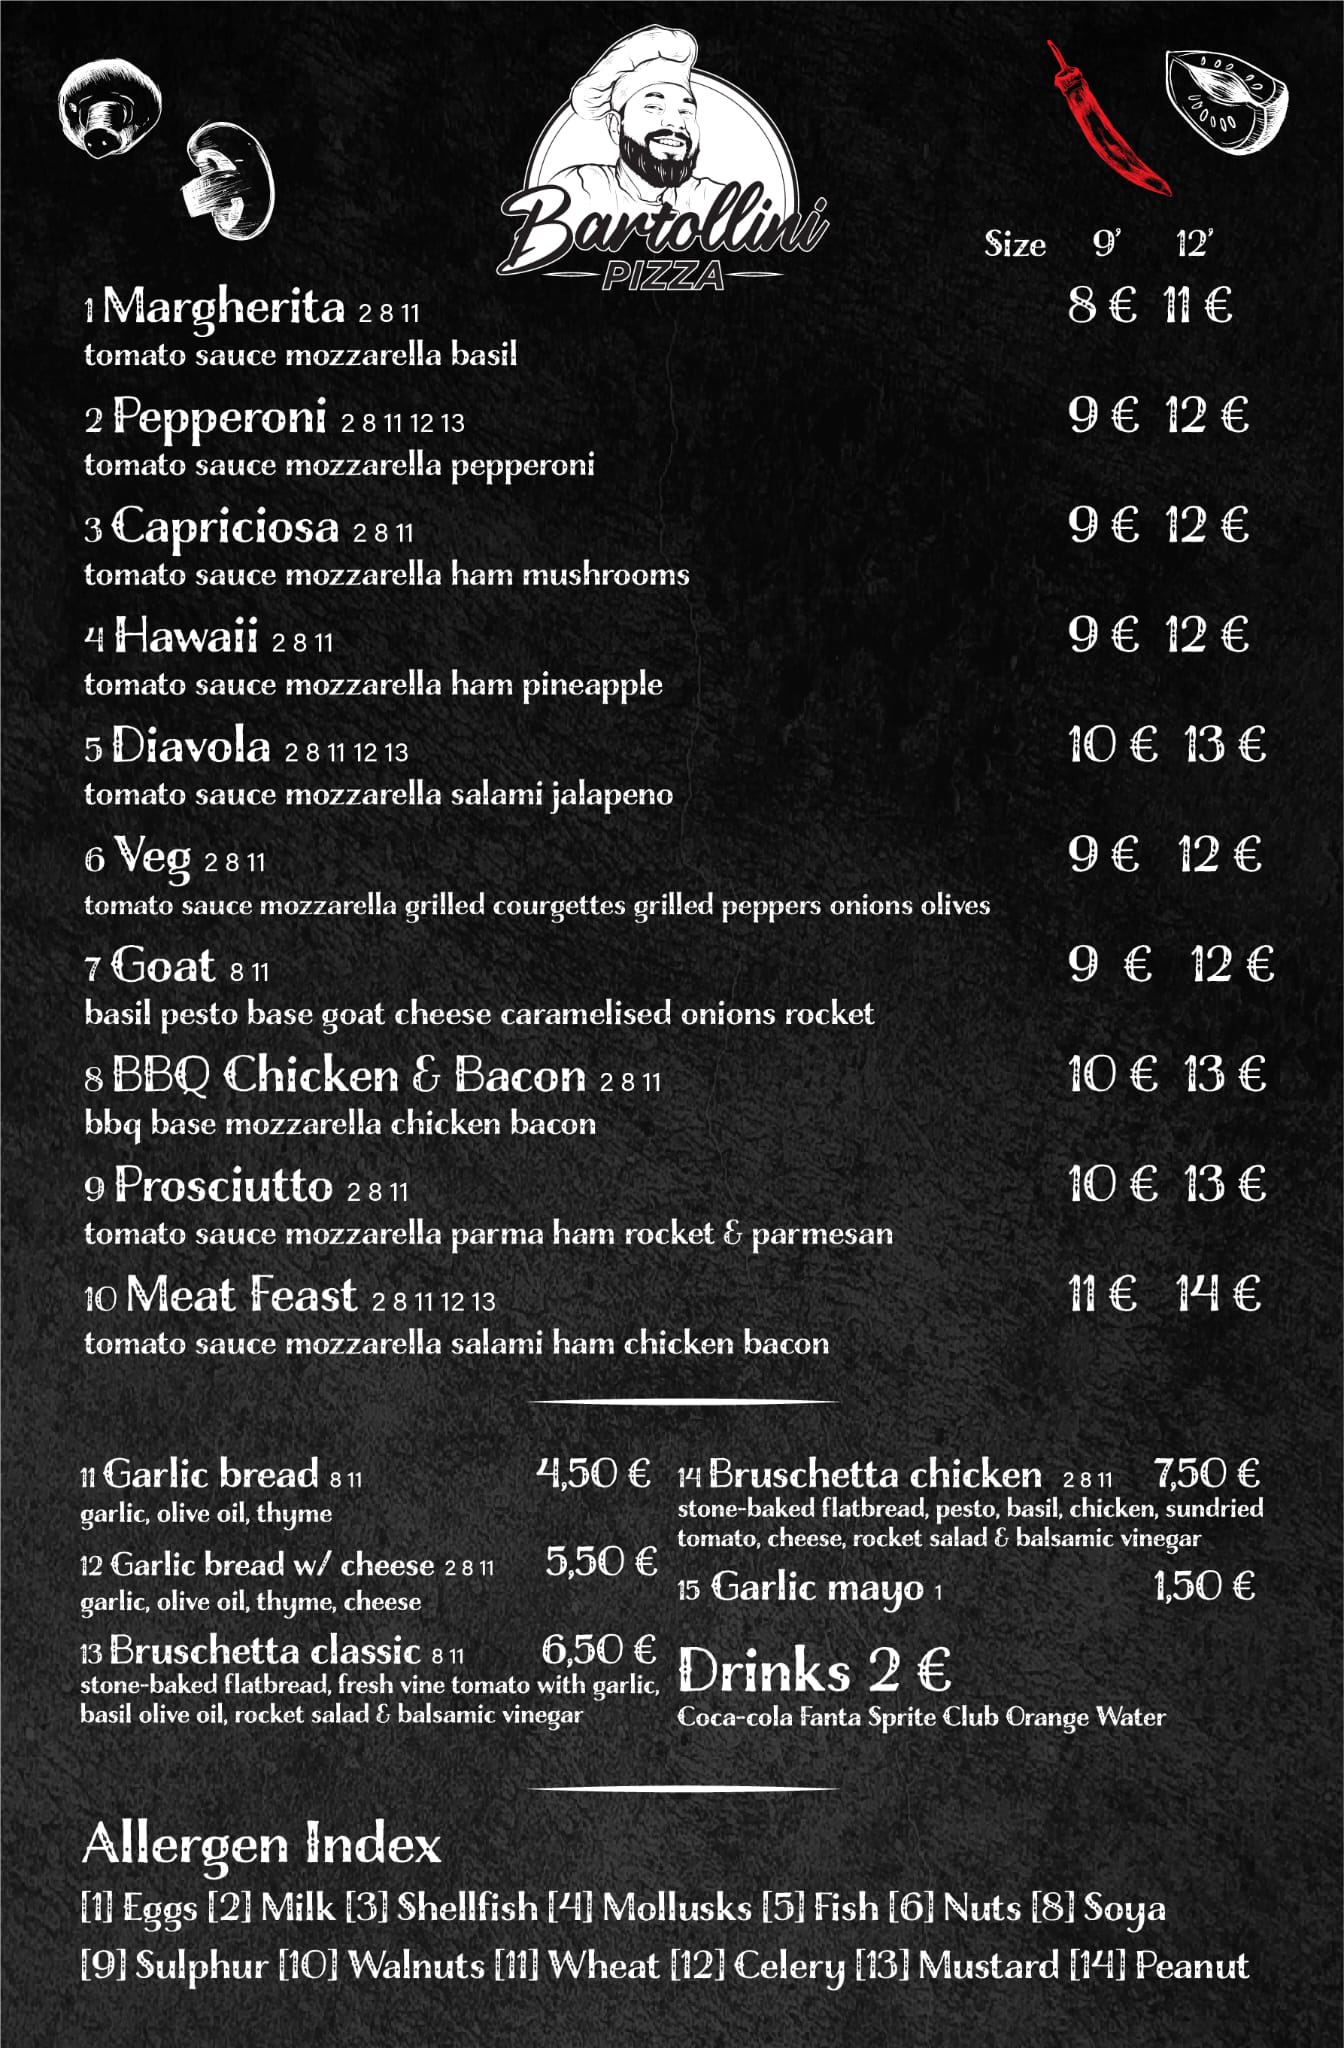 Bartollini
PIZZA
Size 9' 12'
1 Margherita 2 8 11 8 € 11 €
tomato sauce mozzarella basil
2 Pepperoni 2 8 11 12 13 9 € 12 €
tomato sauce mozzarella pepperoni
3 Capriciosa 2 8 11 9 € 12 €
tomato sauce mozzarella ham mushrooms
4 Hawaii 2 8 11 9 € 12 €
tomato sauce mozzarella ham pineapple
5 Diavola 2 8 11 12 13 10 € 13 €
tomato sauce mozzarella salami jalapeno
6 Veg 2 8 11 9 € 12 €
tomato sauce mozzarella grilled courgettes grilled peppers onions olives
7 Goat 8 11 9 € 12 €
basil pesto base goat cheese caramelised onions rocket
8 BBQ Chicken & Bacon 2 8 11 10 € 13 €
bbq base mozzarella chicken bacon
9 Prosciutto 2 8 11 10 € 13 €
tomato sauce mozzarella parma ham rocket & parmesan
10 Meat Feast 2 8 11 12 13 11 € 14 €
tomato sauce mozzarella salami ham chicken bacon
11 Garlic bread 8 11 4,50 €
garlic, olive oil, thyme
12 Garlic bread w/ cheese 2 8 11 5,50 €
garlic, olive oil, thyme, cheese
13 Bruschetta classic 8 11 6,50 €
stone-baked flatbread, fresh vine tomato with garlic,
basil olive oil, rocket salad & balsamic vinegar
14 Bruschetta chicken 2 8 11 7,50 €
stone-baked flatbread, pesto, basil, chicken, sundried
tomato, cheese, rocket salad & balsamic vinegar
15 Garlic mayo 1 1,50 €
Drinks 2 €
Coca-cola Fanta Sprite Club Orange Water
Allergen Index
[1] Eggs [2] Milk [3] Shellfish [4] Mollusks [5] Fish [6] Nuts [8] Soya
[9] Sulphur [10] Walnuts [11] Wheat [12] Celery [13] Mustard [14] Peanut